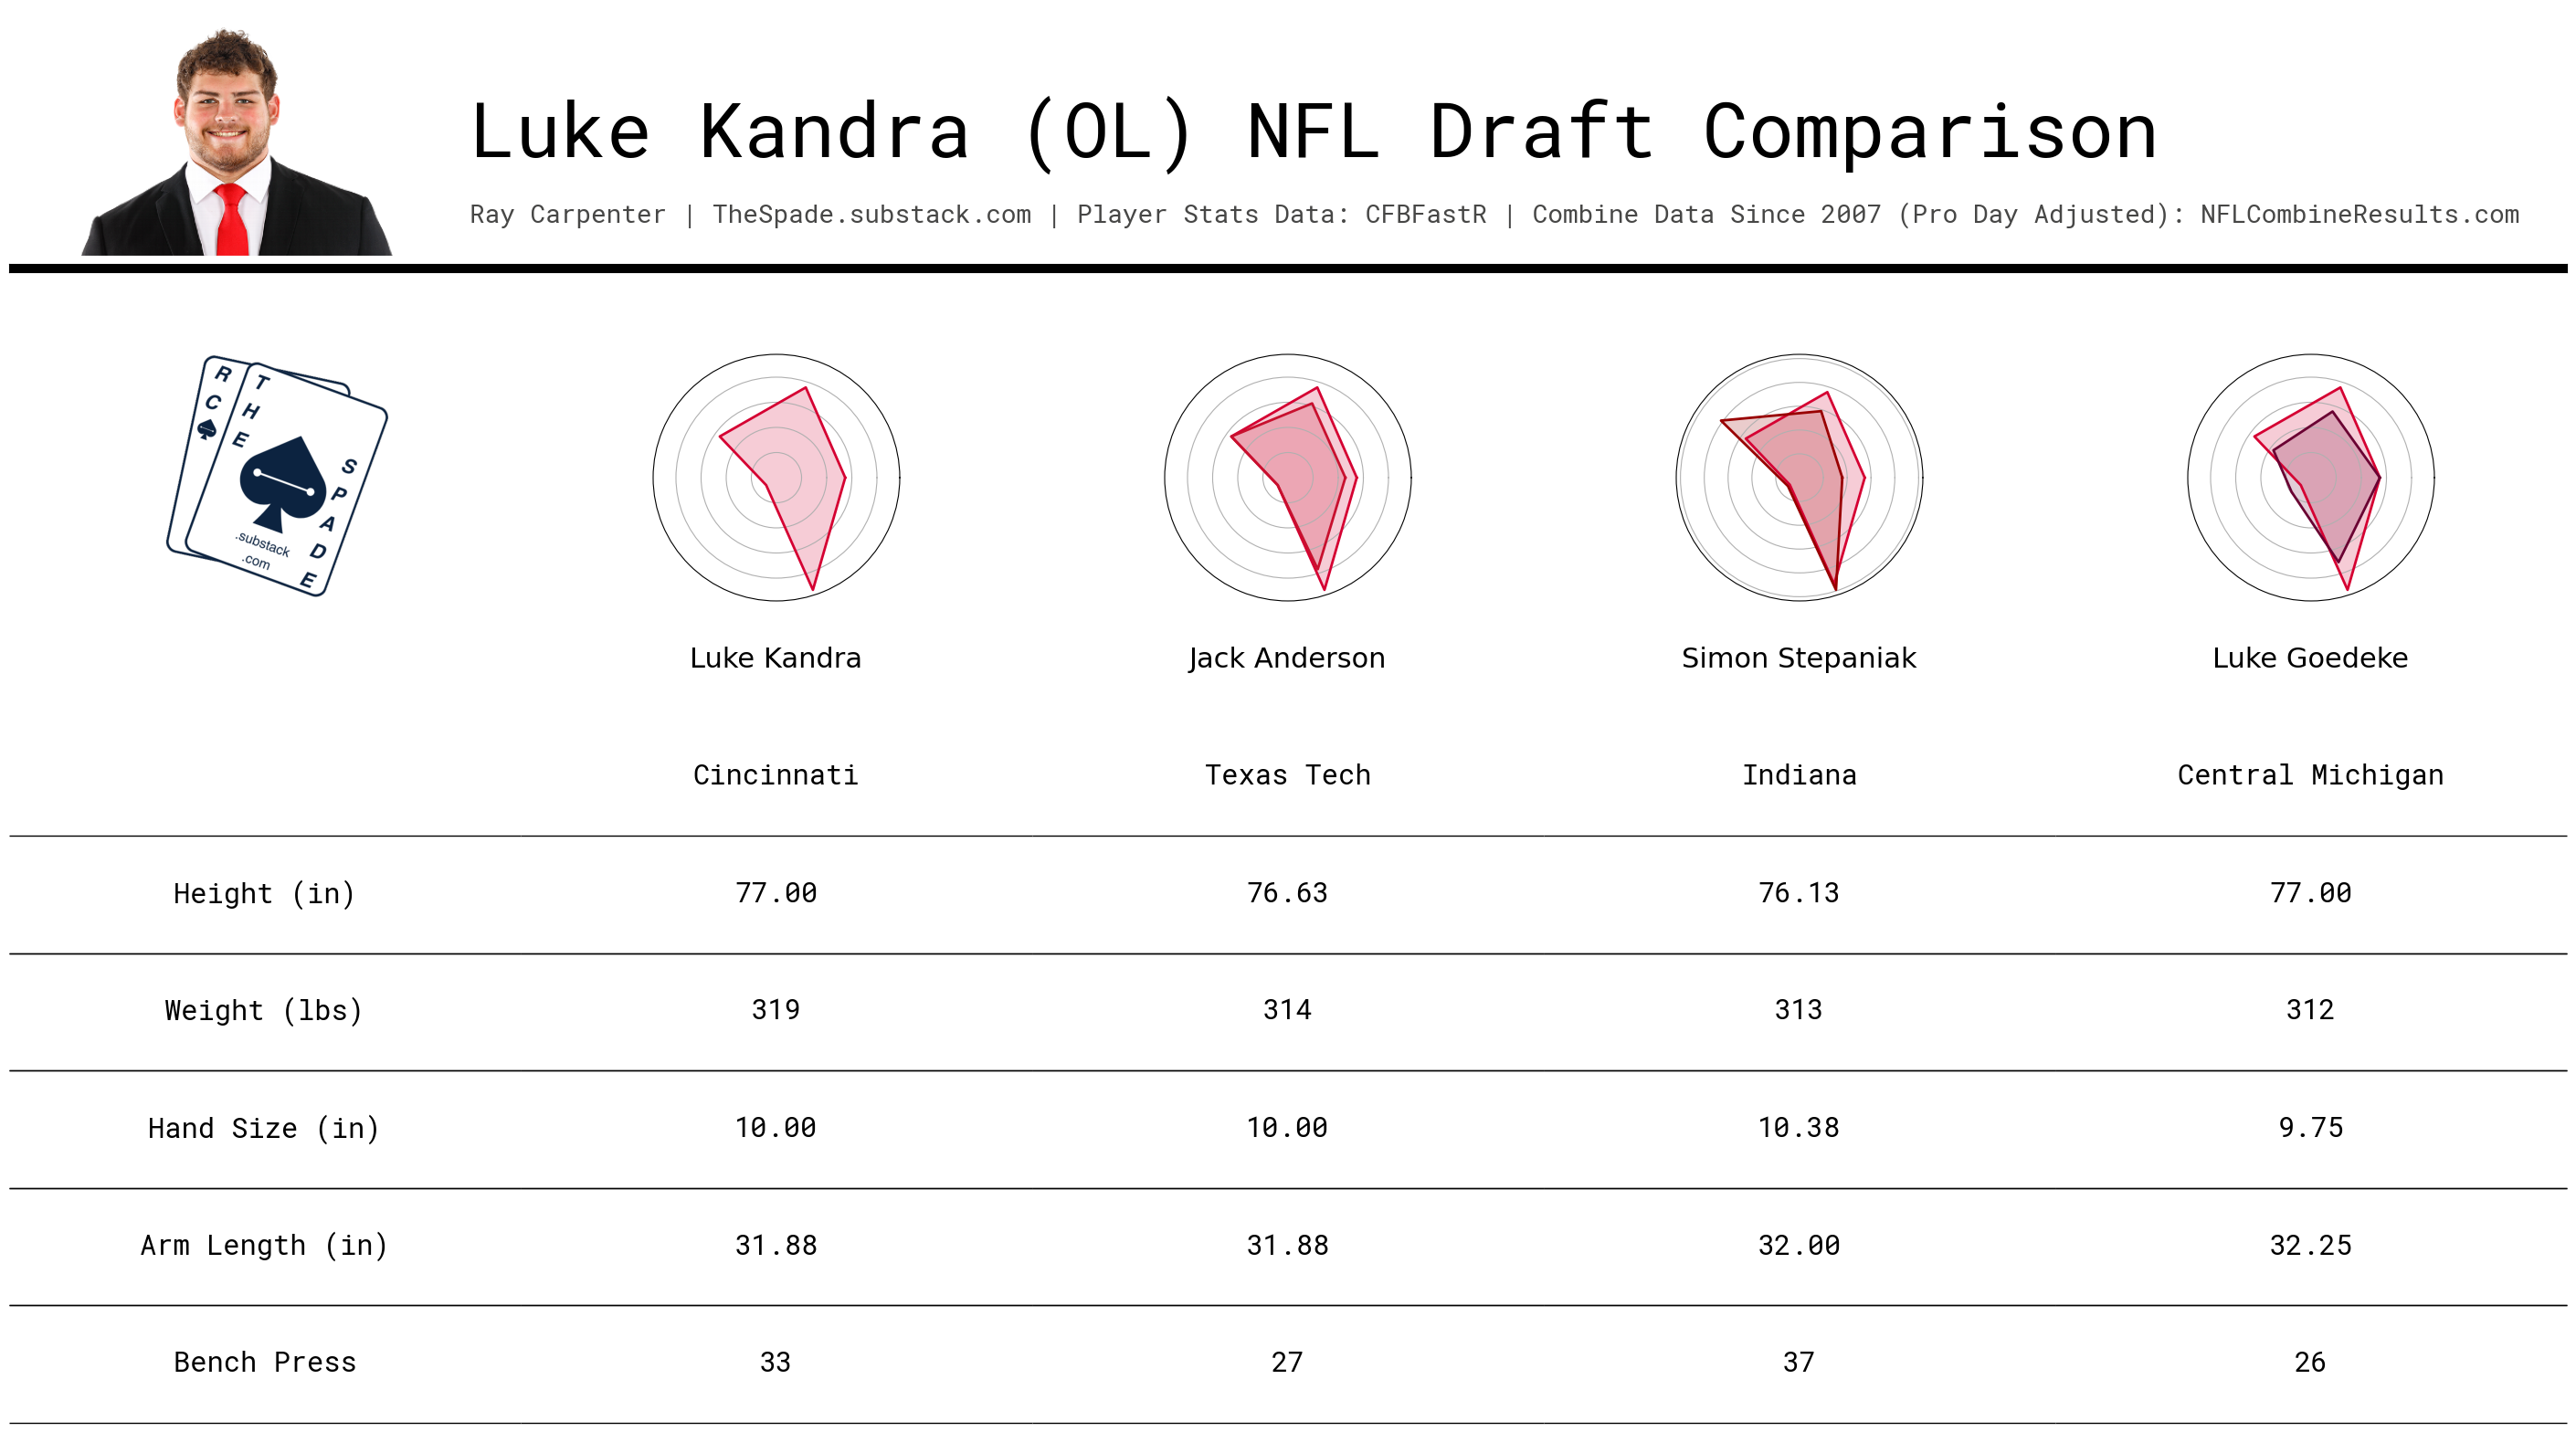 Luke Kandra (OL) NFL Draft Comparison
Ray Carpenter | TheSpade.substack.com | Player Stats Data: CFBFastR | Combine Data Since 2007 (Pro Day Adjusted): NFLCombineResults.com
RC
THE
SPADE
.substack
.com
Luke Kandra Jack Anderson Simon Stepaniak Luke Goedeke
Cincinnati Texas Tech Indiana Central Michigan
Height (in) 77.00 76.63 76.13 77.00
Weight (lbs) 319 314 313 312
Hand Size (in) 10.00 10.00 10.38 9.75
Arm Length (in) 31.88 31.88 32.00 32.25
Bench Press 33 27 37 26